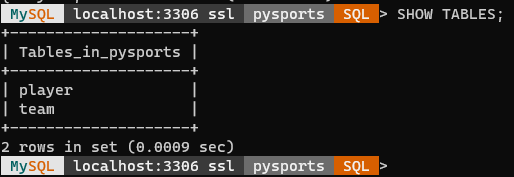 MySQL localhost:3306 ssl pysports SQL > SHOW TABLES;
+--------------------+
| Tables_in_pysports |
+--------------------+
| player             |
| team               |
+--------------------+
2 rows in set (0.0009 sec)
MySQL localhost:3306 ssl pysports SQL >